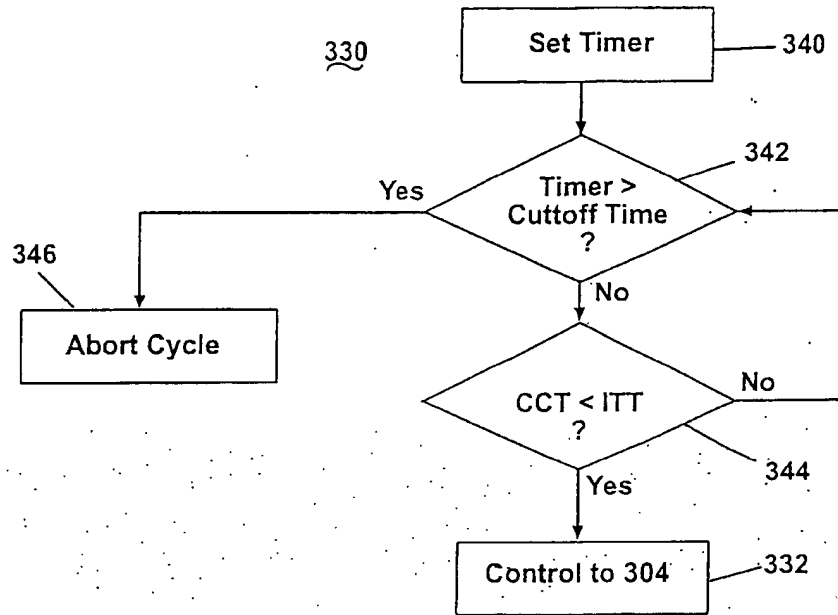 330
Set Timer
340
342
Yes
Timer >
Cuttoff Time
?
346
No
Abort Cycle
CCT < ITT
?
No
344
Yes
Control to 304
332